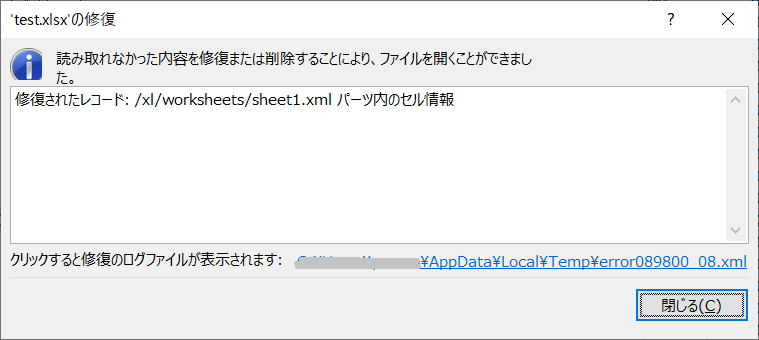 'test.xlsx'の修復
読み取れなかった内容を修復または削除することにより、ファイルを開くことができまし
た。
修復されたレコード: /xl/worksheets/sheet1.xml パーツ内のセル情報
クリックすると修復のログファイルが表示されます: ¥AppData¥Local¥Temp¥error089800_08.xml
閉じる(C)